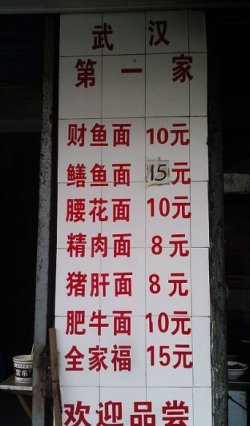 武汉
第一家
财鱼面 10元
鳝鱼面 15元
腰花面 10元
精肉面 8元
猪肝面 8元
肥牛面 10元
全家福 15元
欢迎品尝